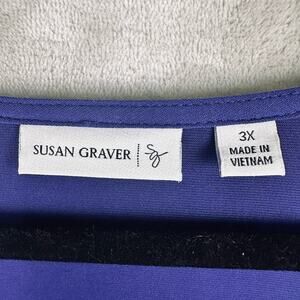 SUSAN GRAVER Sg
3X
MADE IN
VIETNAM